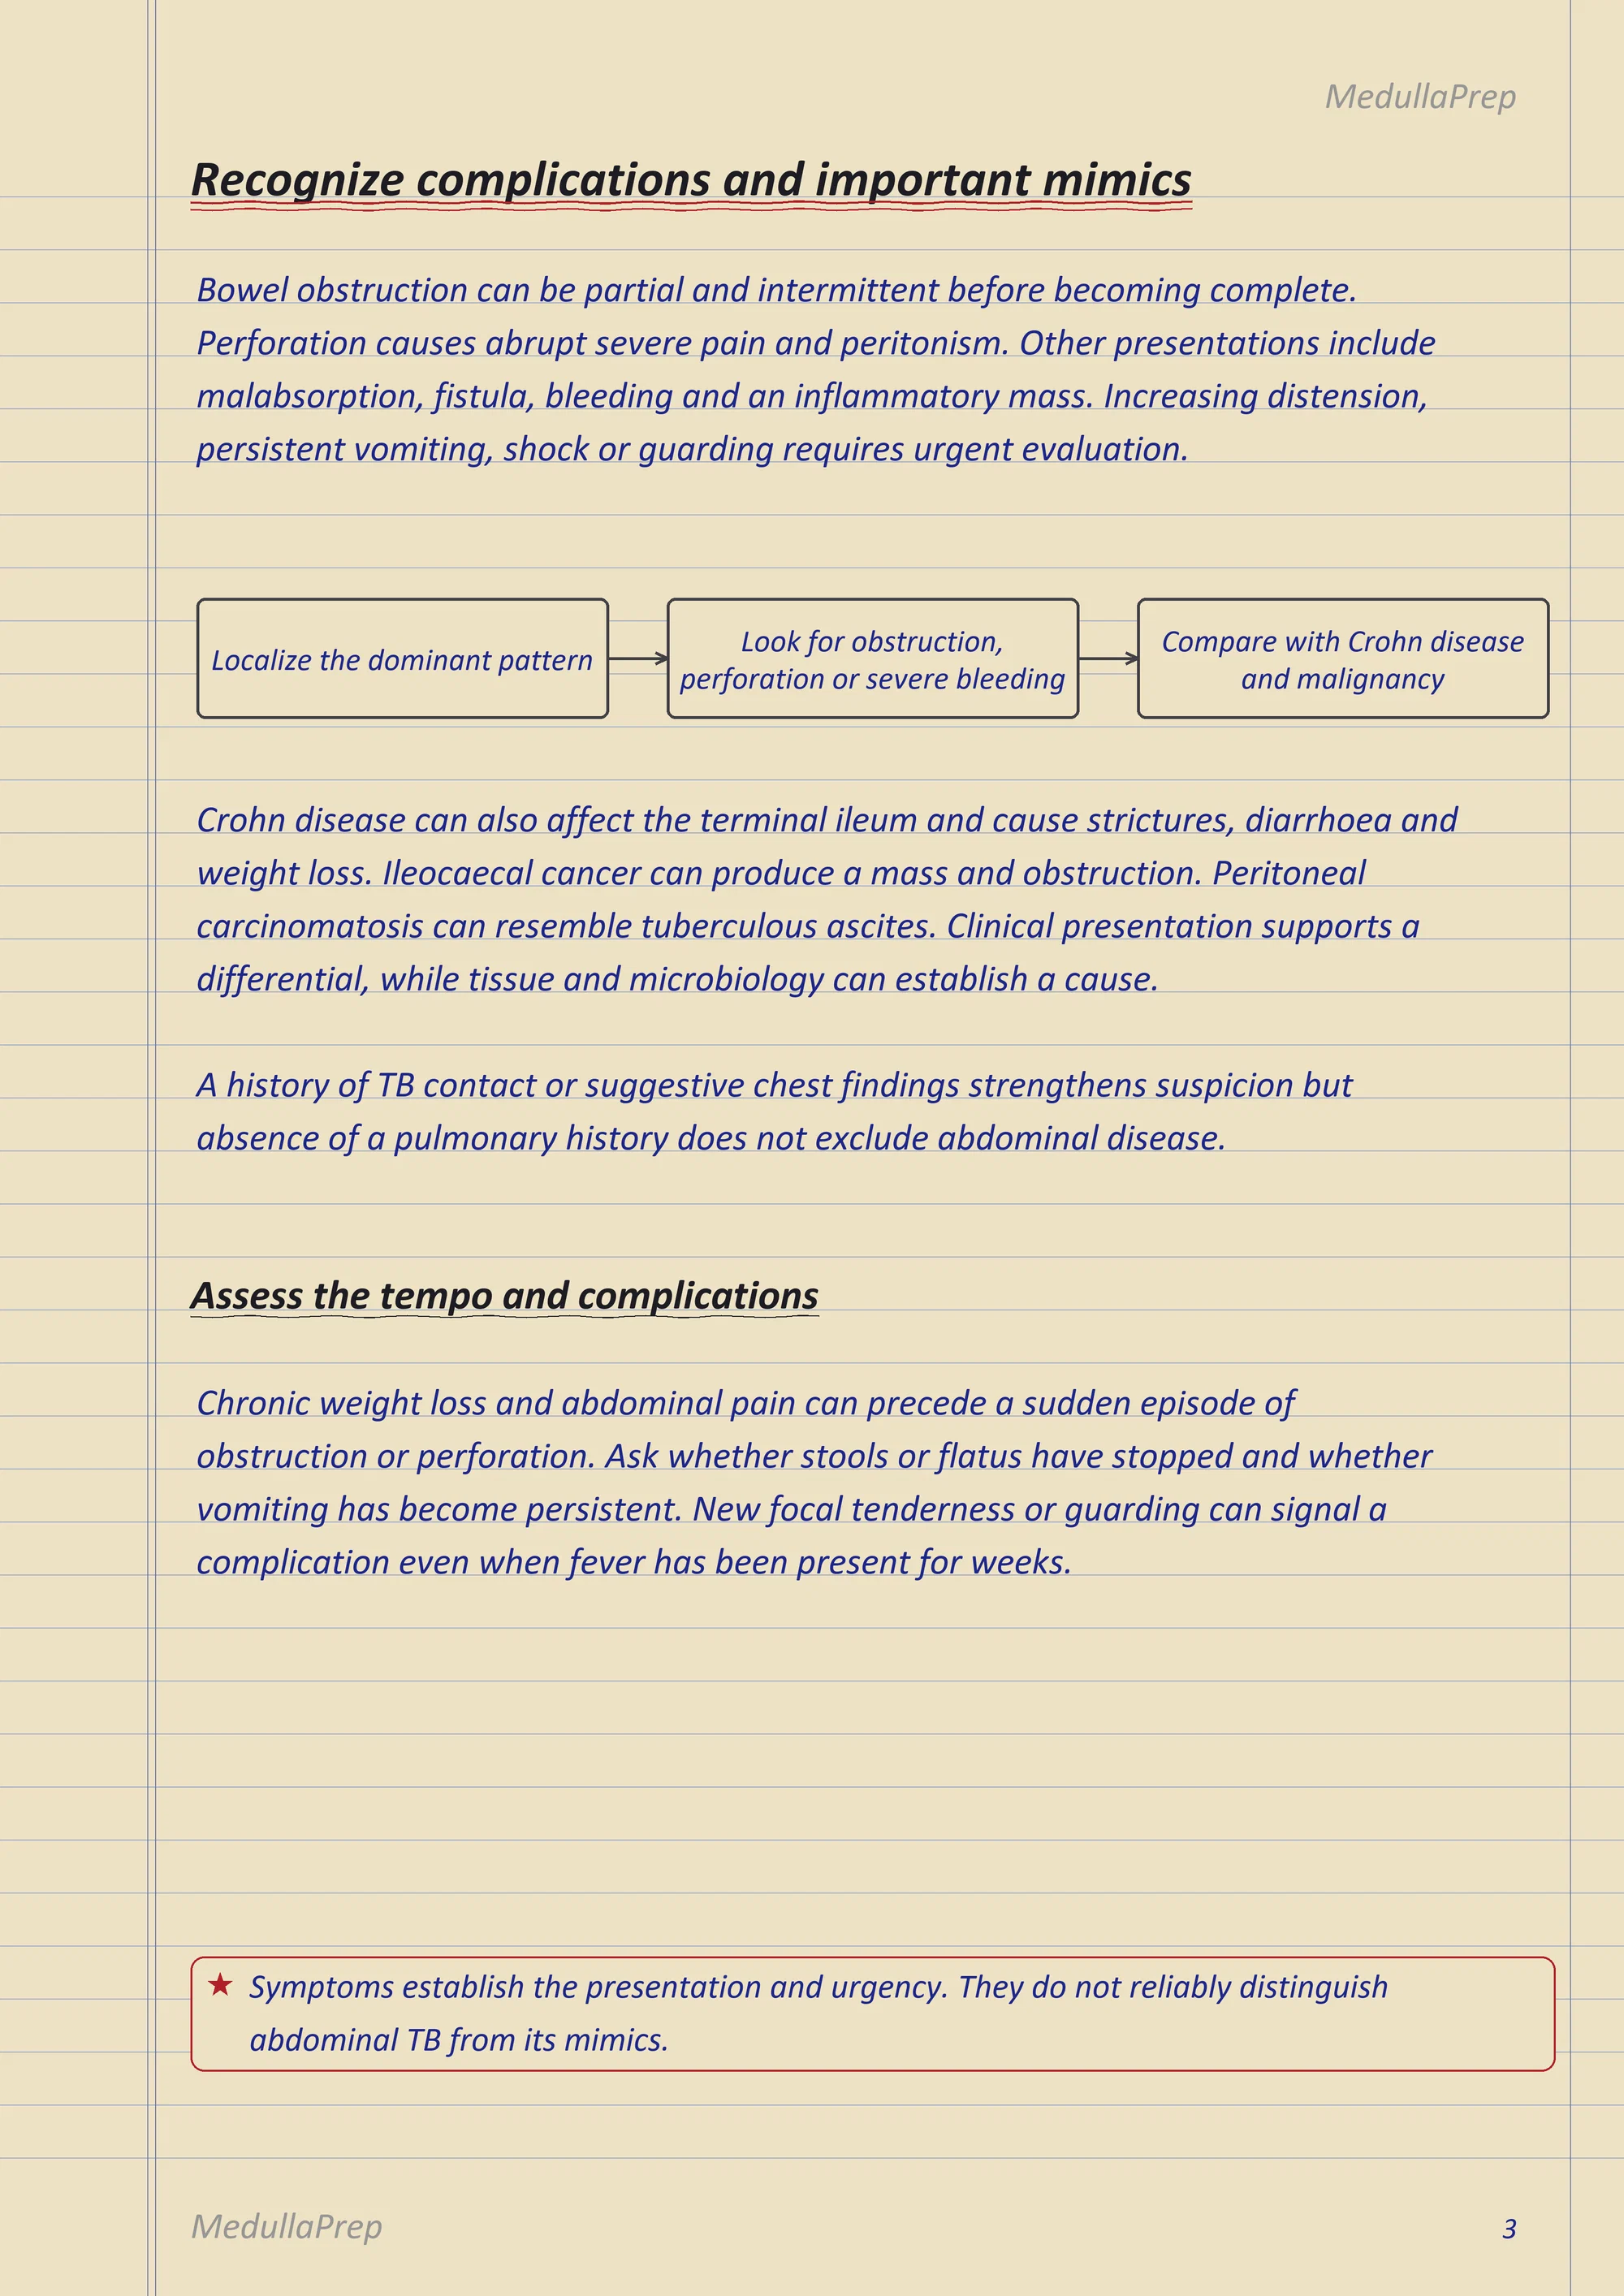 MedullaPrep
Recognize complications and important mimics
Bowel obstruction can be partial and intermittent before becoming complete.
Perforation causes abrupt severe pain and peritonism. Other presentations include
malabsorption, fistula, bleeding and an inflammatory mass. Increasing distension,
persistent vomiting, shock or guarding requires urgent evaluation.
Localize the dominant pattern
Look for obstruction,
perforation or severe bleeding
Compare with Crohn disease
and malignancy
Crohn disease can also affect the terminal ileum and cause strictures, diarrhoea and
weight loss. Ileocaecal cancer can produce a mass and obstruction. Peritoneal
carcinomatosis can resemble tuberculous ascites. Clinical presentation supports a
differential, while tissue and microbiology can establish a cause.
A history of TB contact or suggestive chest findings strengthens suspicion but
absence of a pulmonary history does not exclude abdominal disease.
Assess the tempo and complications
Chronic weight loss and abdominal pain can precede a sudden episode of
obstruction or perforation. Ask whether stools or flatus have stopped and whether
vomiting has become persistent. New focal tenderness or guarding can signal a
complication even when fever has been present for weeks.
★ Symptoms establish the presentation and urgency. They do not reliably distinguish
abdominal TB from its mimics.
MedullaPrep
3